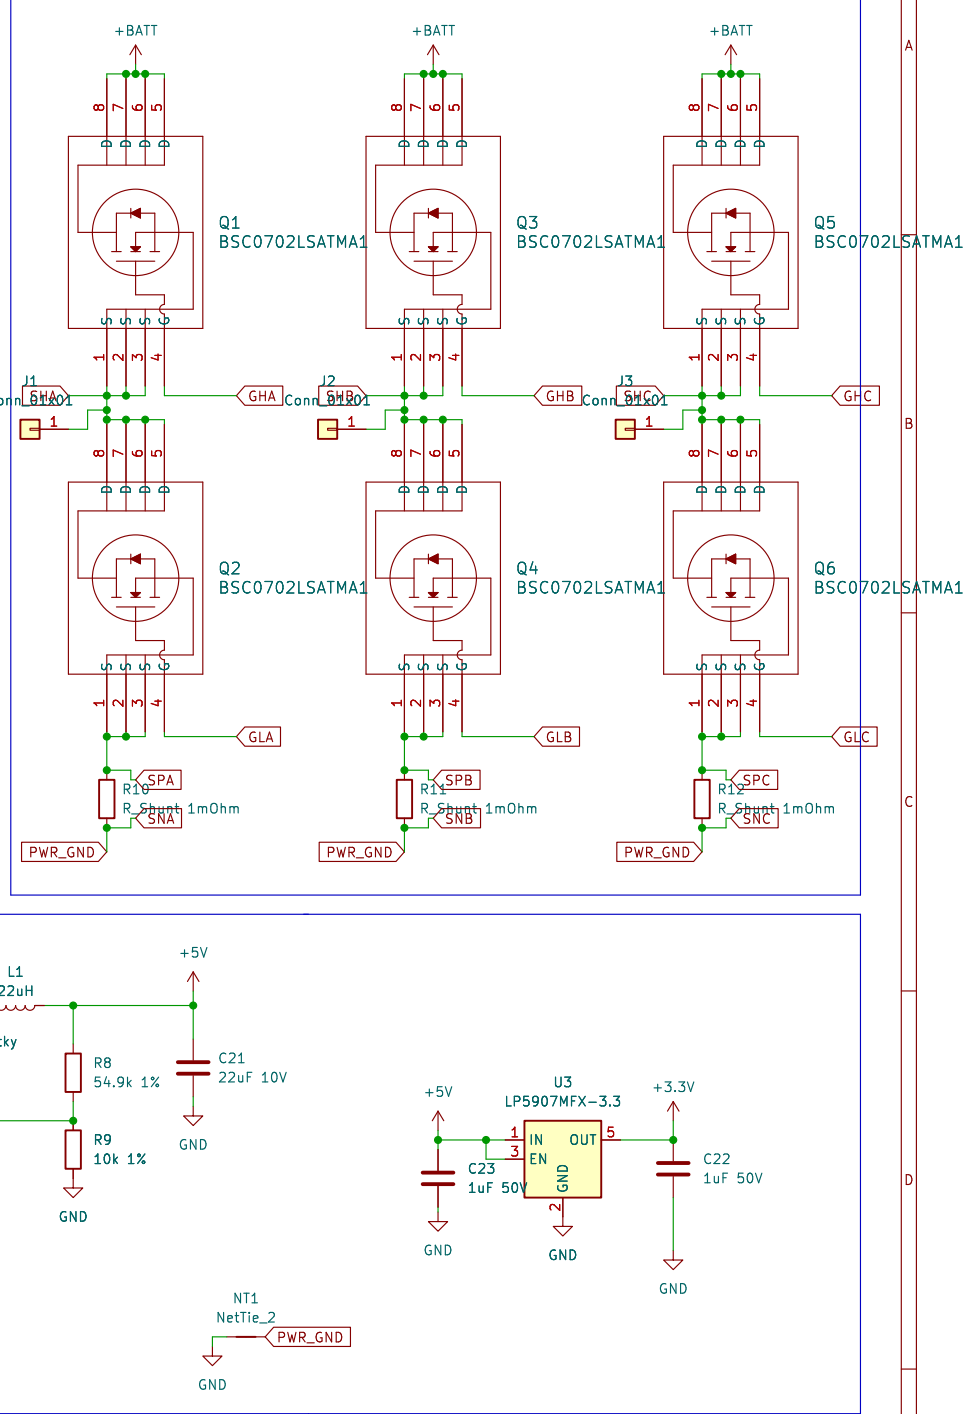 +BATT +BATT +BATT
A
8 7 6 5 8 7 6 5 8 7 6 5
D D D D D D D D D D D D
Q1 Q3 Q5
BSC0702LSATMA1 BSC0702LSATMA1 BSC0702LSATMA1
S S S G S S S G S S S G
1 2 3 4 1 2 3 4 1 2 3 4
J1 J2 J3
SHA GHA SHB GHB SHC GHC
onn_01x01 Conn_01x01 Conn_01x01
1 1 1
B
8 7 6 5 8 7 6 5 8 7 6 5
D D D D D D D D D D D D
Q2 Q4 Q6
BSC0702LSATMA1 BSC0702LSATMA1 BSC0702LSATMA1
S S S G S S S G S S S G
1 2 3 4 1 2 3 4 1 2 3 4
GLA GLB GLC
SPA SPB SPC
R10 R11 R12
R_Shunt 1mOhm R_Shunt 1mOhm R_Shunt 1mOhm
C
SNA SNB SNC
PWR_GND PWR_GND PWR_GND
+5V
L1
22uH
cky
R8
54.9k 1%
C21
22uF 10V
GND
R9
10k 1%
GND
+5V
U3
LP5907MFX-3.3
+3.3V
1 IN OUT 5
3 EN
GND
2
C23
1uF 50V
C22
1uF 50V
D
GND
GND
GND
NT1
NetTie_2
PWR_GND
GND